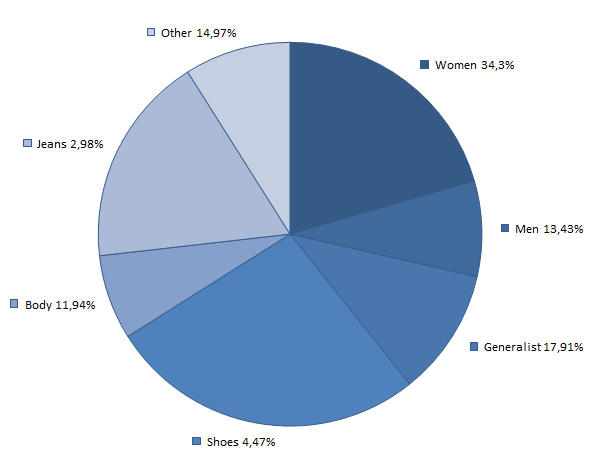 Other 14,97%
Women 34,3%
Jeans 2,98%
Men 13,43%
Body 11,94%
Generalist 17,91%
Shoes 4,47%